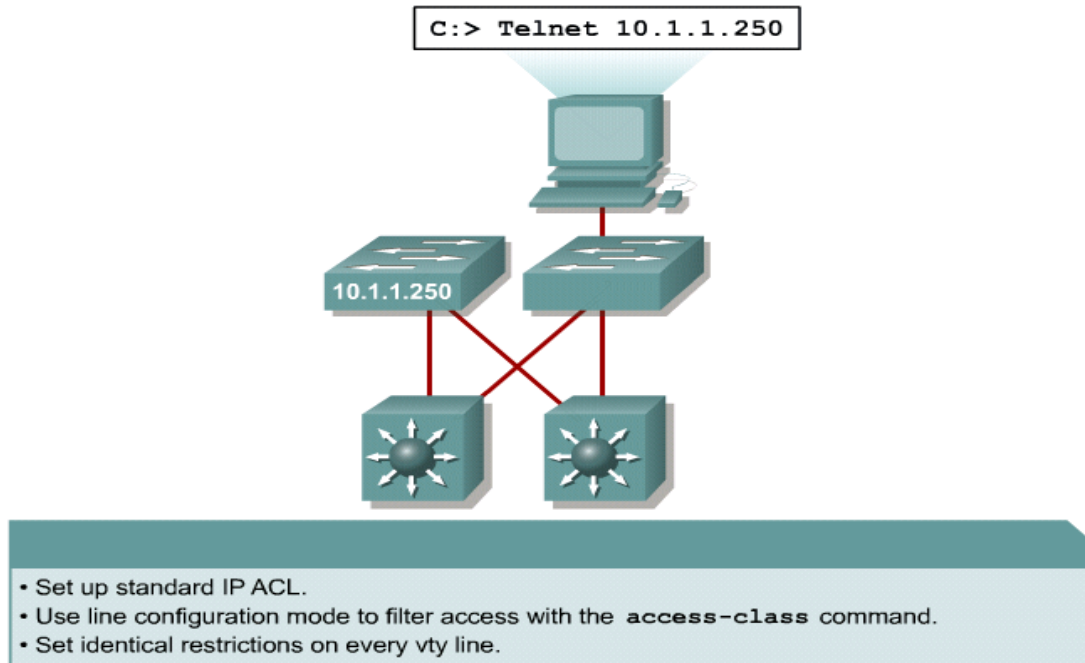 C:> Telnet 10.1.1.250
10.1.1.250
• Set up standard IP ACL.
• Use line configuration mode to filter access with the access-class command.
• Set identical restrictions on every vty line.